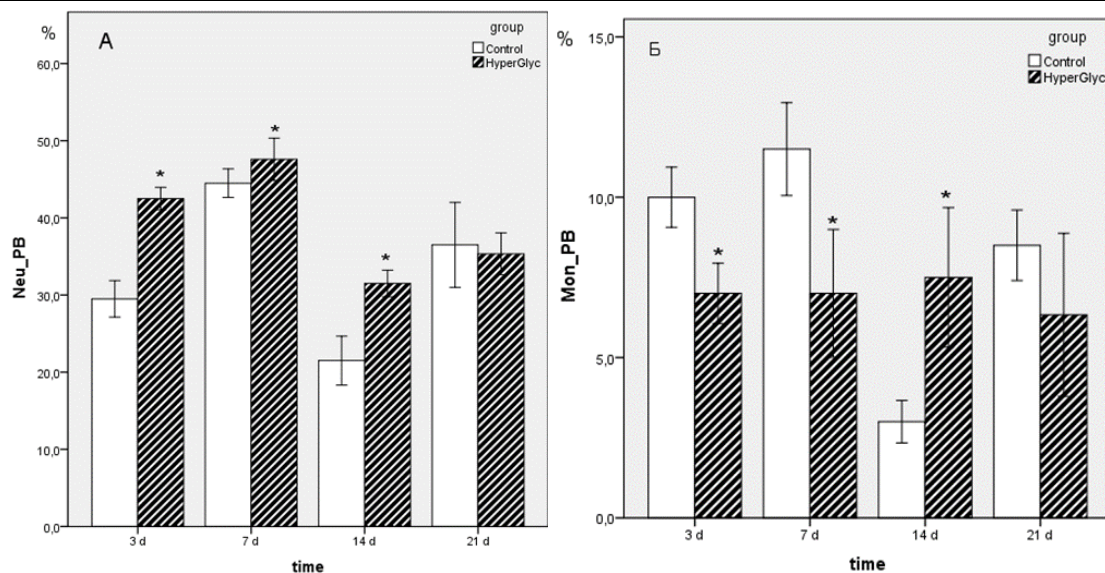 %
А
group
Control
HyperGlyc
60,0
50,0
40,0
30,0
20,0
10,0
0,0
Neu_PB
*
*
*
3 d 7 d 14 d 21 d
time
%
Б
group
Control
HyperGlyc
15,0
10,0
5,0
0,0
Mon_PB
*
*
*
3 d 7 d 14 d 21 d
time